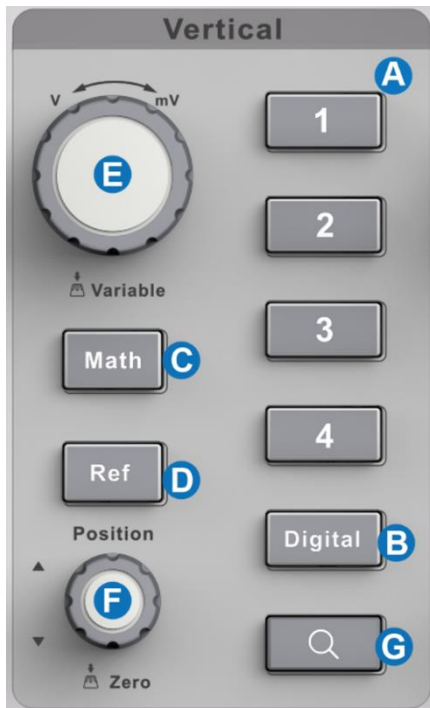 Vertical
A
V mV
1
E
2
Variable
3
Math C
4
Ref D
Position
Digital B
F
G
Zero